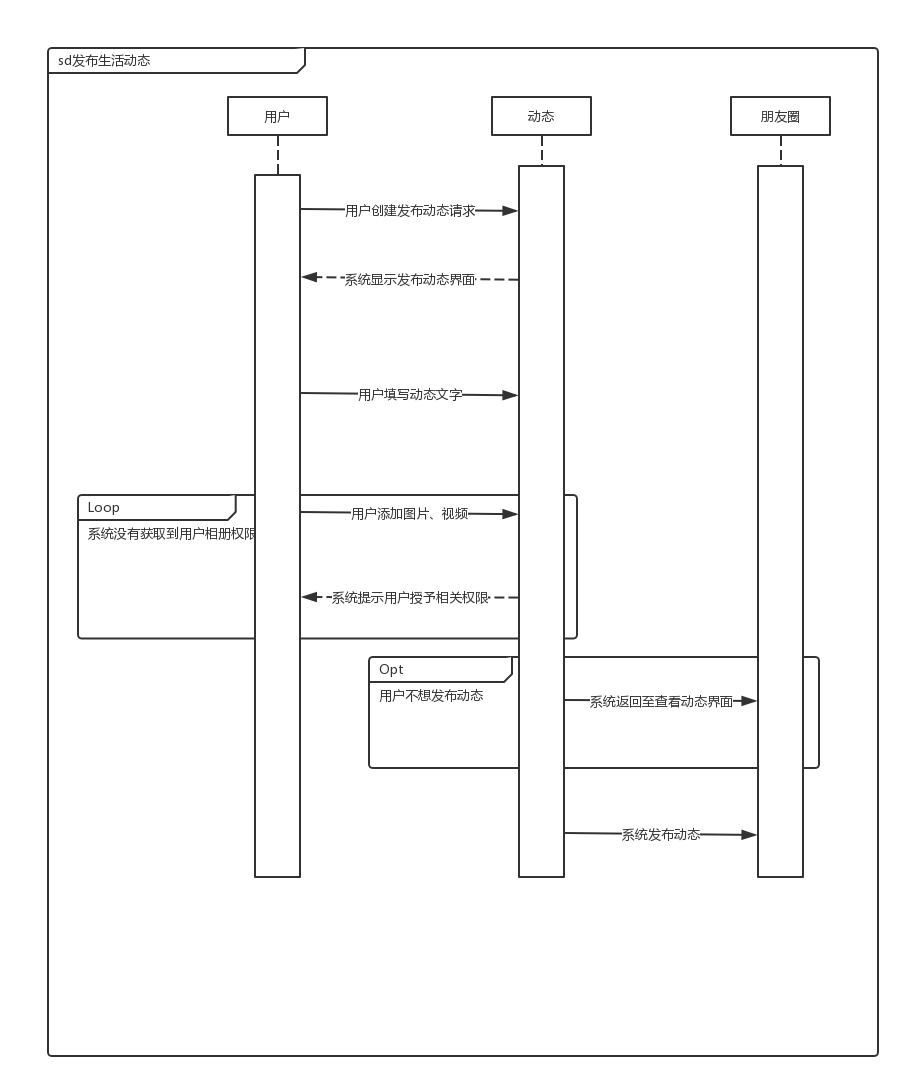 sd发布生活动态
用户
动态
朋友圈
用户创建发布动态请求
系统显示发布动态界面
用户填写动态文字
Loop
用户添加图片、视频
系统没有获取到用户相册权限
系统提示用户授予相关权限
Opt
用户不想发布动态
系统返回至查看动态界面
系统发布动态